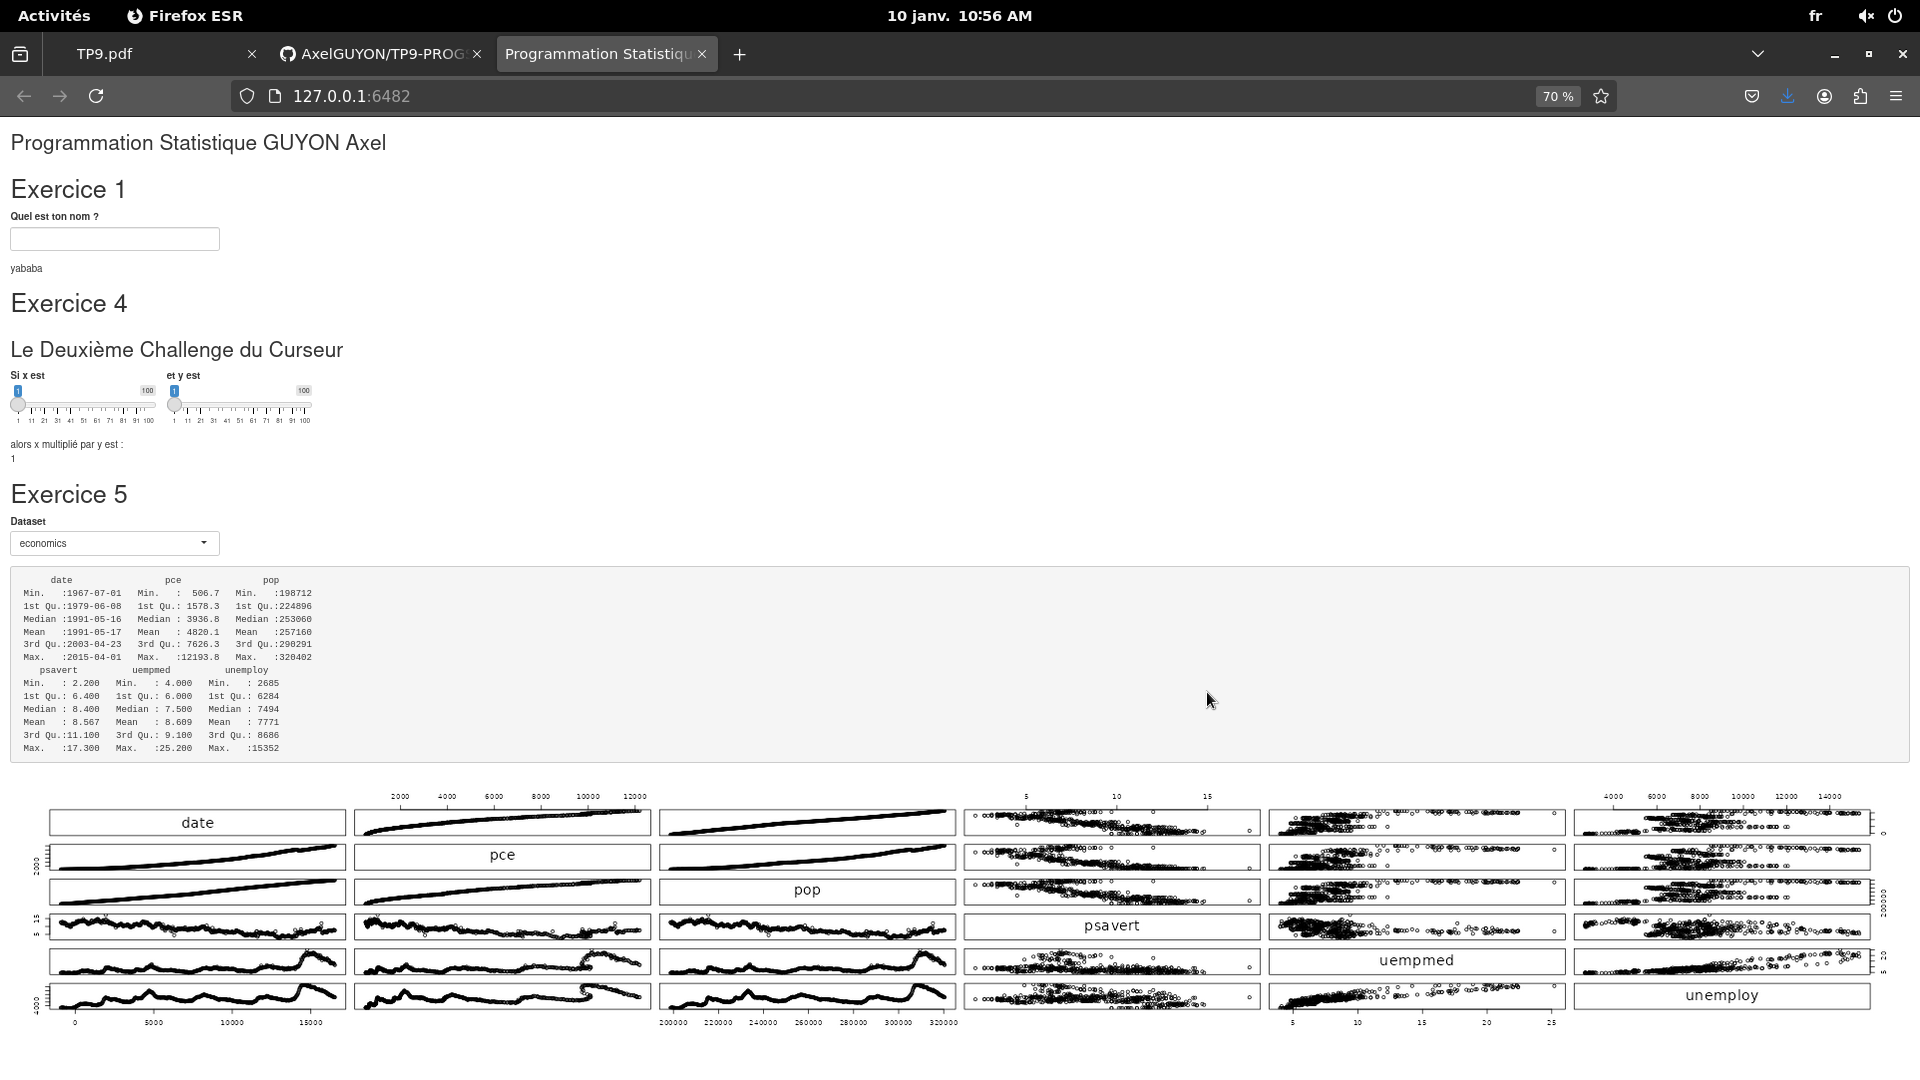 Activités Firefox ESR 10 janv. 10:56 AM fr
TP9.pdf AxelGUYON/TP9-PROG Programmation Statistiqu
127.0.0.1:6482 70 %
Programmation Statistique GUYON Axel
Exercice 1
Quel est ton nom ?
yababa
Exercice 4
Le Deuxième Challenge du Curseur
Si x est et y est
1 100 1 100
1 11 21 31 41 51 61 71 81 91 100 1 11 21 31 41 51 61 71 81 91 100
alors x multiplié par y est :
1
Exercice 5
Dataset
economics
date pce pop
Min. :1967-07-01 Min. : 506.7 Min. :198712
1st Qu.:1979-06-08 1st Qu.: 1578.3 1st Qu.:224896
Median :1991-05-16 Median : 3936.8 Median :253060
Mean :1991-05-17 Mean : 4820.1 Mean :257160
3rd Qu.:2003-04-23 3rd Qu.: 7626.3 3rd Qu.:290291
Max. :2015-04-01 Max. :12193.8 Max. :320402
psavert uempmed unemploy
Min. : 2.200 Min. : 4.000 Min. : 2685
1st Qu.: 6.400 1st Qu.: 6.000 1st Qu.: 6284
Median : 8.400 Median : 7.500 Median : 7494
Mean : 8.567 Mean : 8.609 Mean : 7771
3rd Qu.:11.100 3rd Qu.: 9.100 3rd Qu.: 8686
Max. :17.300 Max. :25.200 Max. :15352
2000 4000 6000 8000 10000 12000 5 10 15 4000 6000 8000 10000 12000 14000
date 0
2000 pce
pop 200000
5 15 psavert
uempmed 5 20
4000 unemploy
0 5000 10000 15000 200000 220000 240000 260000 280000 300000 320000 5 10 15 20 25